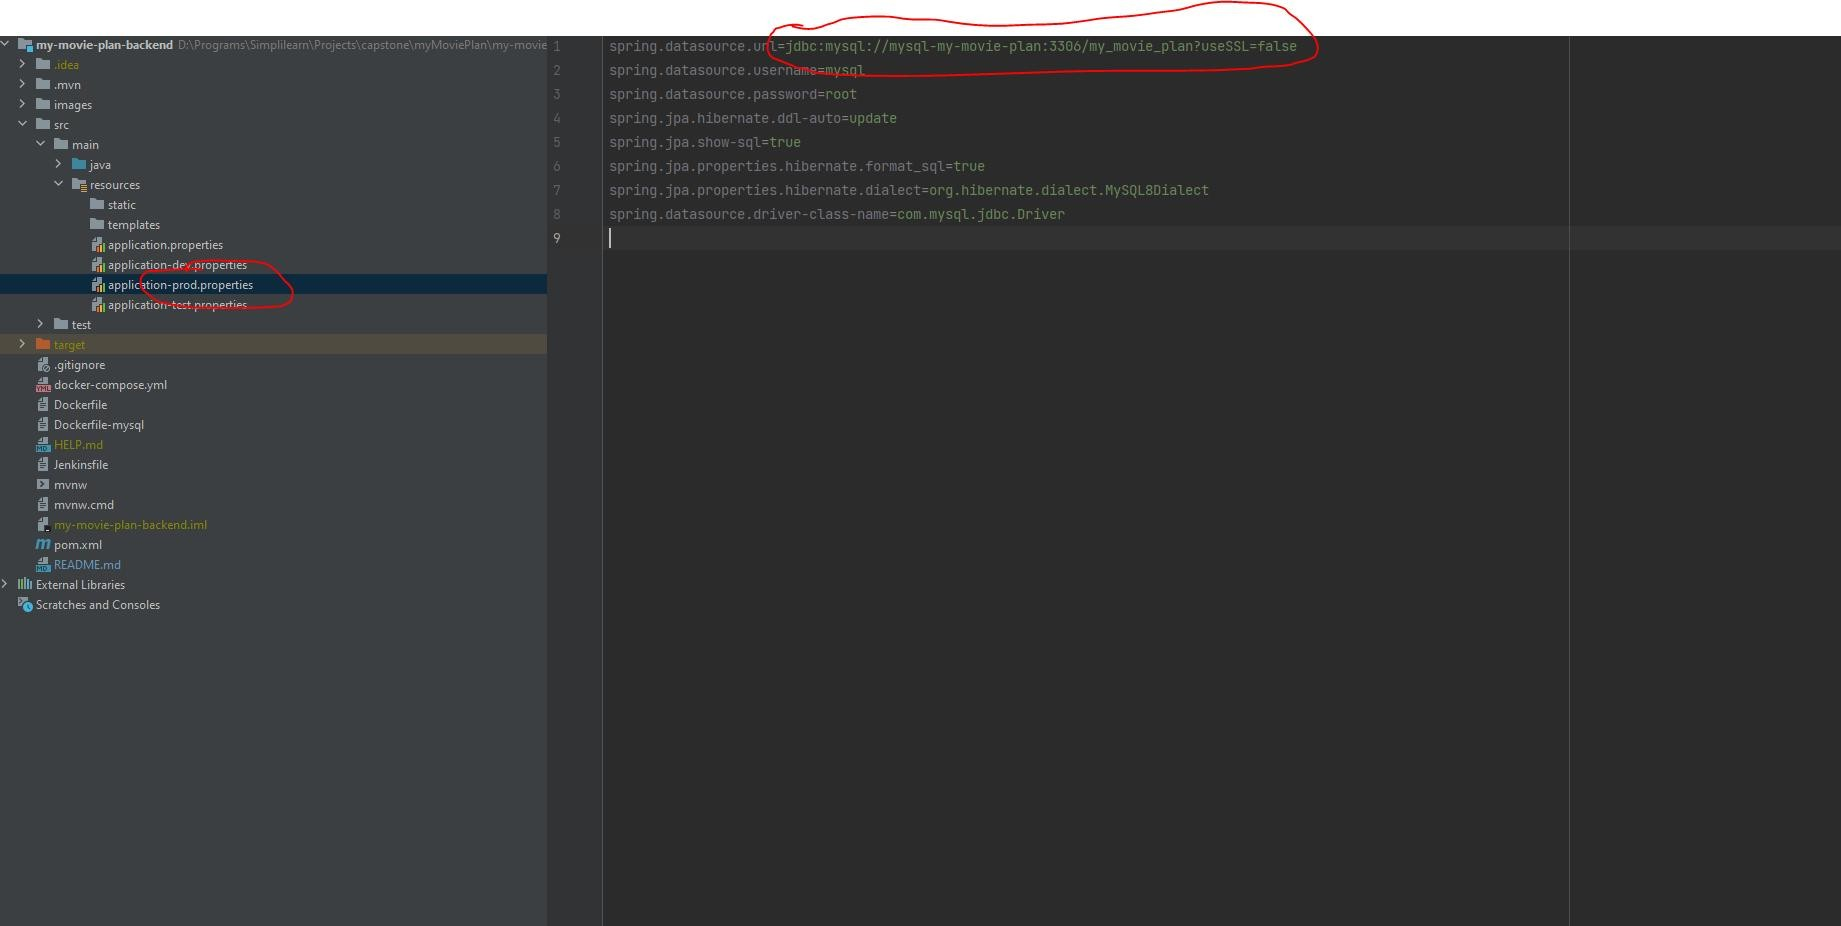 my-movie-plan-backend D:\Programs\Simplilearn\Projects\capstone\myMoviePlan\my-movie
.idea
.mvn
images
src
main
java
resources
static
templates
application.properties
application-dev.properties
application-prod.properties
application-test.properties
test
target
.gitignore
docker-compose.yml
Dockerfile
Dockerfile-mysql
HELP.md
Jenkinsfile
mvnw
mvnw.cmd
my-movie-plan-backend.iml
pom.xml
README.md
External Libraries
Scratches and Consoles
1 spring.datasource.url=jdbc:mysql://mysql-my-movie-plan:3306/my_movie_plan?useSSL=false
2 spring.datasource.username=mysql
3 spring.datasource.password=root
4 spring.jpa.hibernate.ddl-auto=update
5 spring.jpa.show-sql=true
6 spring.jpa.properties.hibernate.format_sql=true
7 spring.jpa.properties.hibernate.dialect=org.hibernate.dialect.MySQL8Dialect
8 spring.datasource.driver-class-name=com.mysql.jdbc.Driver
9